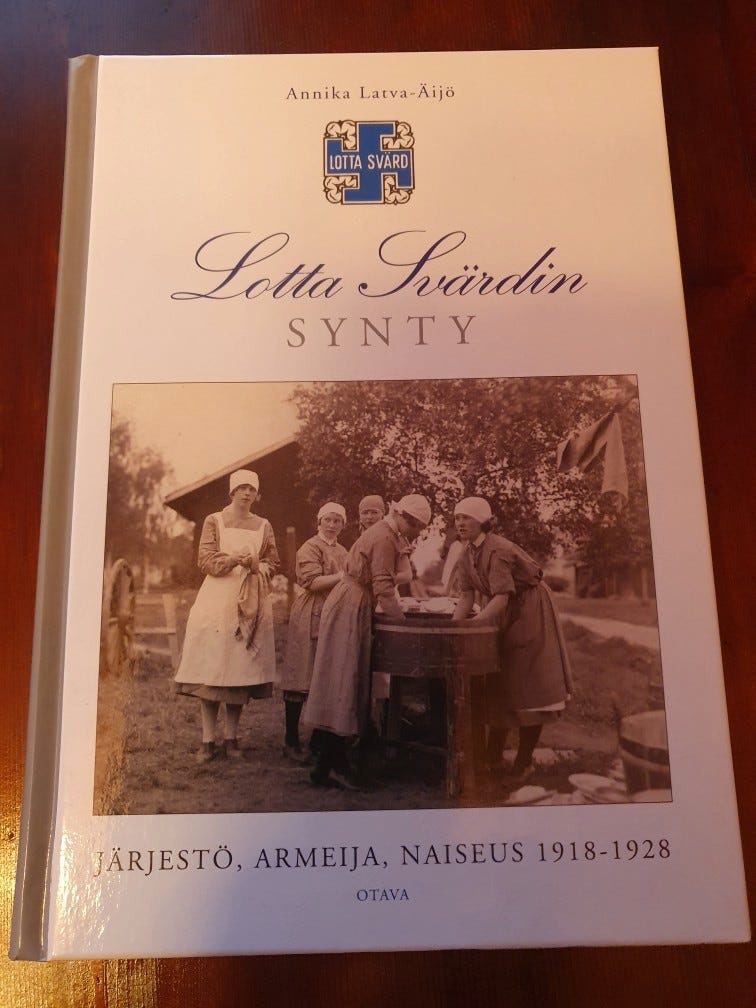 Annika Latva-Äijö
LOTTA SVÄRD
Lotta Svärdin
SYNTY
JÄRJESTÖ, ARMEIJA, NAISEUS 1918-1928
OTAVA